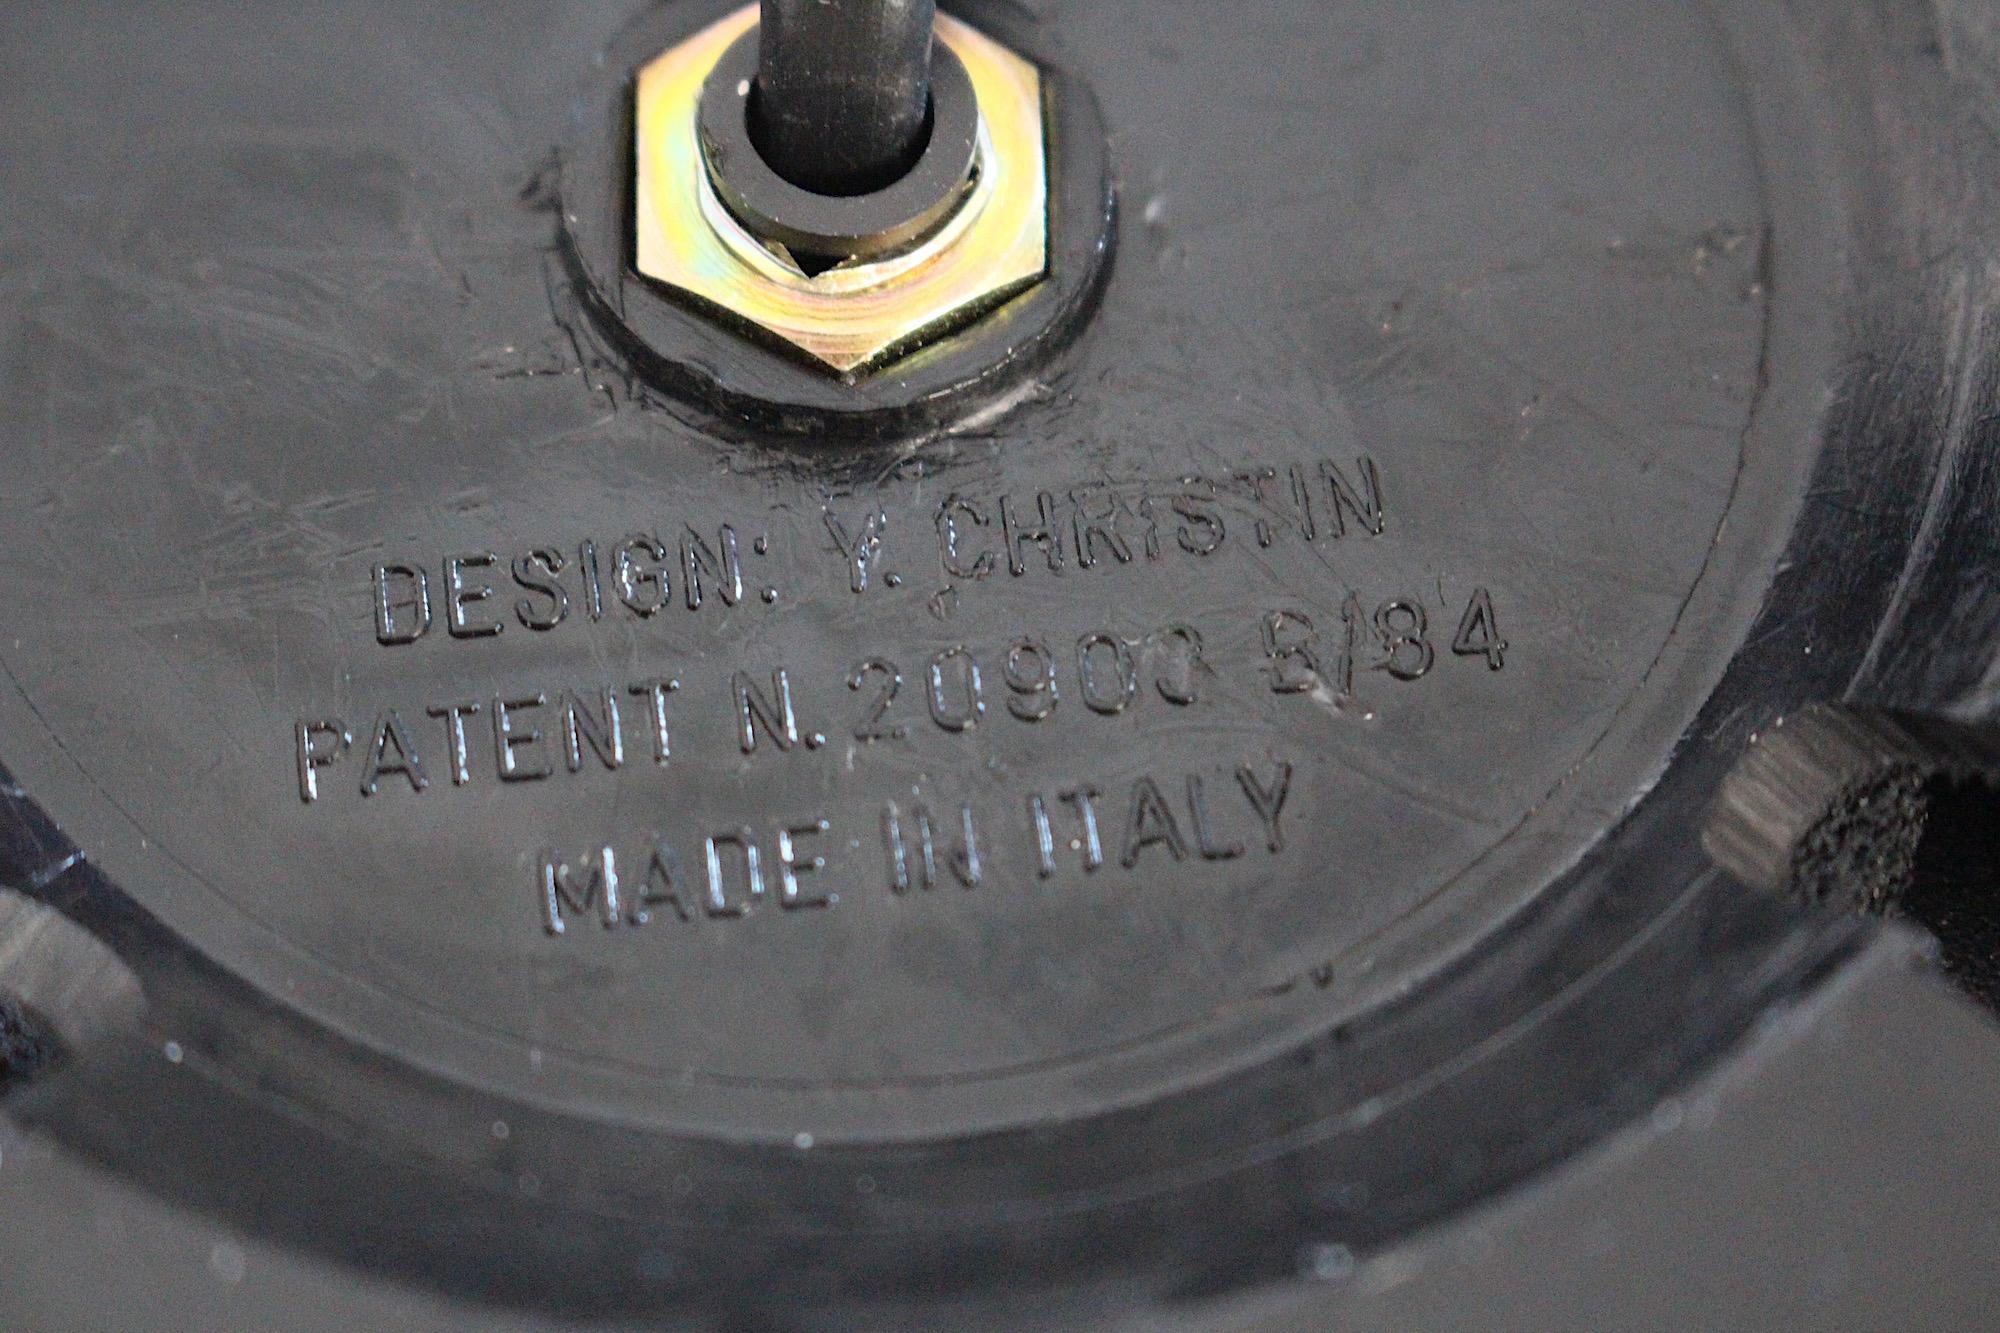 DESIGN: Y. CHRISTIN
PATENT N. 20903 B/84
MADE IN ITALY